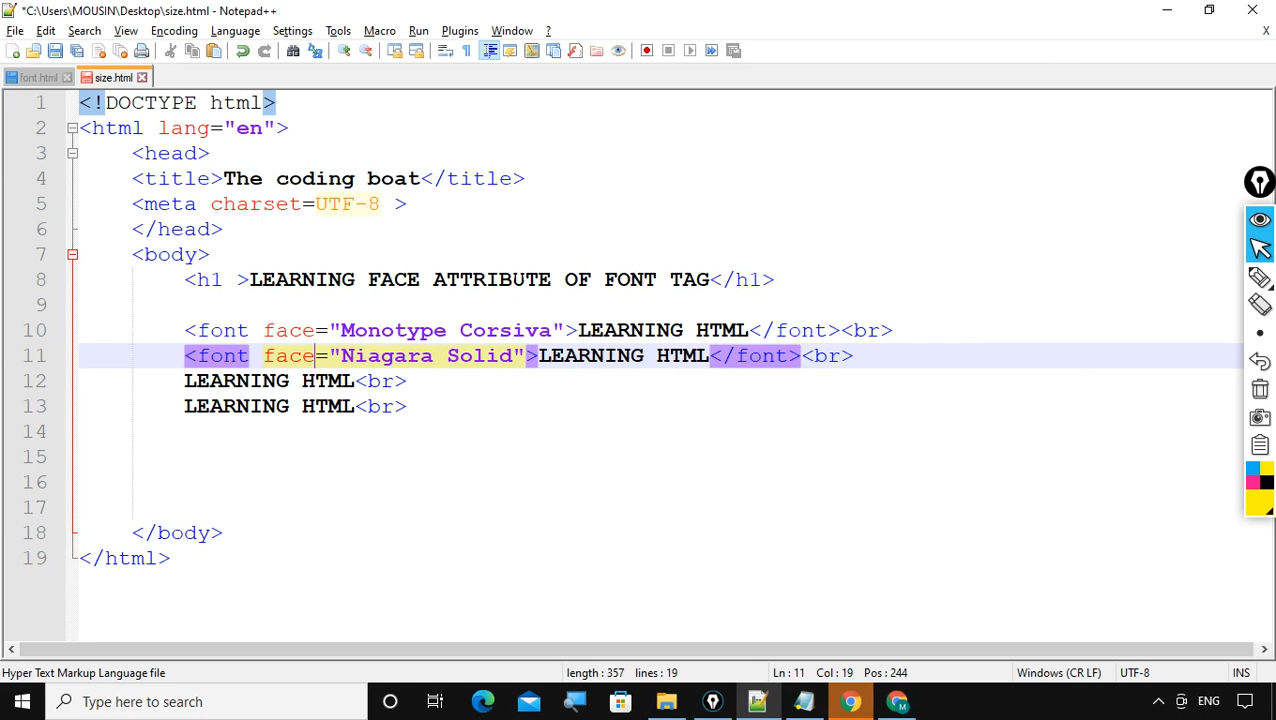 *C:\Users\MOUSIN\Desktop\size.html - Notepad++
File Edit Search View Encoding Language Settings Tools Macro Run Plugins Window ? X
font.html size.html
1 <!DOCTYPE html>
2 <html lang="en">
3 <head>
4 <title>The coding boat</title>
5 <meta charset=UTF-8 >
6 </head>
7 <body>
8 <h1 >LEARNING FACE ATTRIBUTE OF FONT TAG</h1>
9
10 <font face="Monotype Corsiva">LEARNING HTML</font><br>
11 <font face="Niagara Solid">LEARNING HTML</font><br>
12 LEARNING HTML<br>
13 LEARNING HTML<br>
14
15
16
17
18 </body>
19 </html>
Hyper Text Markup Language file length : 357 lines : 19 Ln : 11 Col : 19 Pos : 244 Windows (CR LF) UTF-8 INS
Type here to search ENG